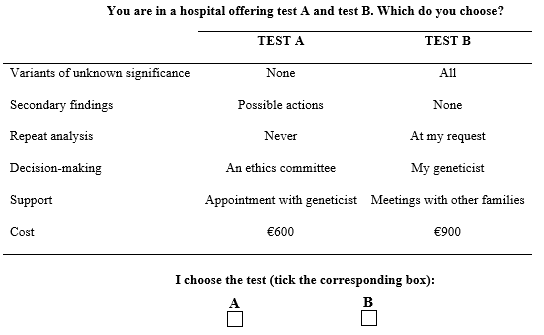 You are in a hospital offering test A and test B. Which do you choose?
TEST A TEST B
Variants of unknown significance None All
Secondary findings Possible actions None
Repeat analysis Never At my request
Decision-making An ethics committee My geneticist
Support Appointment with geneticist Meetings with other families
Cost €600 €900
I choose the test (tick the corresponding box):
A B